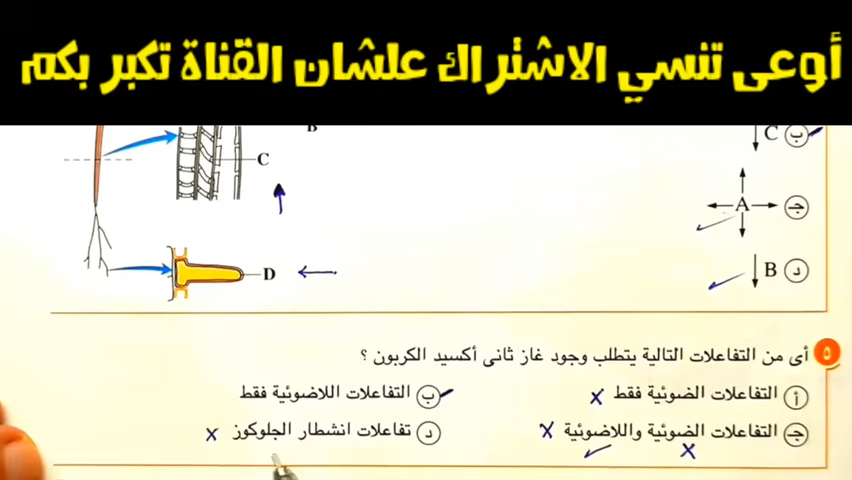 أوعى تنسي الاشتراك علشان القناة تكبر بكم
B
C
ب C
ج A
D
د B
٥ أى من التفاعلات التالية يتطلب وجود غاز ثانى أكسيد الكربون ؟
أ التفاعلات الضوئية فقط
ب التفاعلات اللاضوئية فقط
ج التفاعلات الضوئية واللاضوئية
د تفاعلات انشطار الجلوكوز